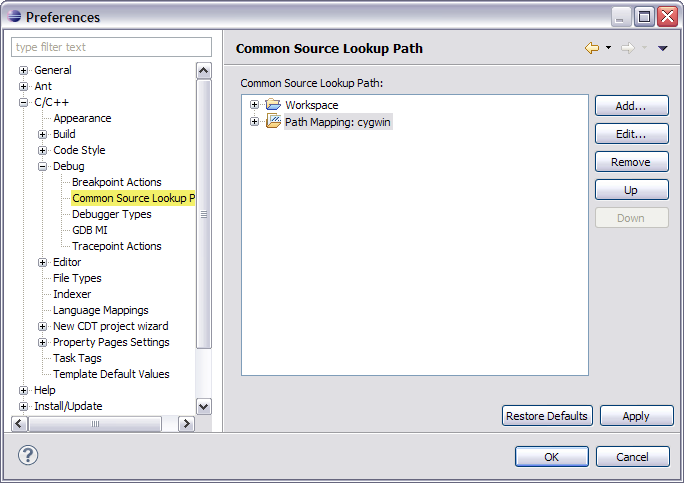 Preferences
type filter text
General
Ant
C/C++
Appearance
Build
Code Style
Debug
Breakpoint Actions
Common Source Lookup P
Debugger Types
GDB MI
Tracepoint Actions
Editor
File Types
Indexer
Language Mappings
New CDT project wizard
Property Pages Settings
Task Tags
Template Default Values
Help
Install/Update
Common Source Lookup Path
Common Source Lookup Path:
Workspace
Path Mapping: cygwin
Add...
Edit...
Remove
Up
Down
Restore Defaults
Apply
?
OK
Cancel